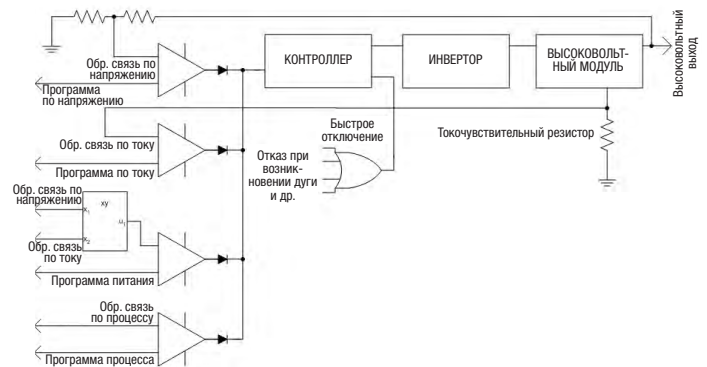 Обр. связь по
напряжению
Программа
по напряжению
КОНТРОЛЛЕР
ИНВЕРТОР
ВЫСОКОВОЛЬТ-
НЫЙ МОДУЛЬ
Высоковольтный
выход
Обр. связь по току
Программа по току
Быстрое
отключение
Токочувствительный резистор
Отказ при
возник-
новении дуги
и др.
Обр. связь по
напряжению
xy
x₁
u₁
x₂
Обр. связь
по току
Программа питания
Обр. связь
по процессу
Программа процесса